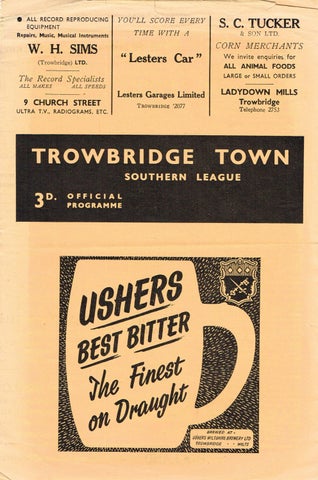 ● ALL RECORD REPRODUCING
EQUIPMENT
Repairs, Music, Musical Instruments
W. H. SIMS
(Trowbridge) LTD.
The Record Specialists
ALL MAKES ALL SPEEDS
9 CHURCH STREET
ULTRA T.V., RADIOGRAMS, ETC.
YOU'LL SCORE EVERY
TIME WITH A
"Lesters Car"
Lesters Garages Limited
TROWBRIDGE 2077
S. C. TUCKER
& SON LTD.
CORN MERCHANTS
We invite enquiries for
ALL ANIMAL FOODS
LARGE or SMALL ORDERS
LADYDOWN MILLS
Trowbridge
Telephone 2753
TROWBRIDGE TOWN
SOUTHERN LEAGUE
3D. OFFICIAL
PROGRAMME
USHERS
BEST BITTER
The Finest
on Draught
BREWED AT :-
USHERS WILTSHIRE BREWERY LTD
TROWBRIDGE - - WILTS